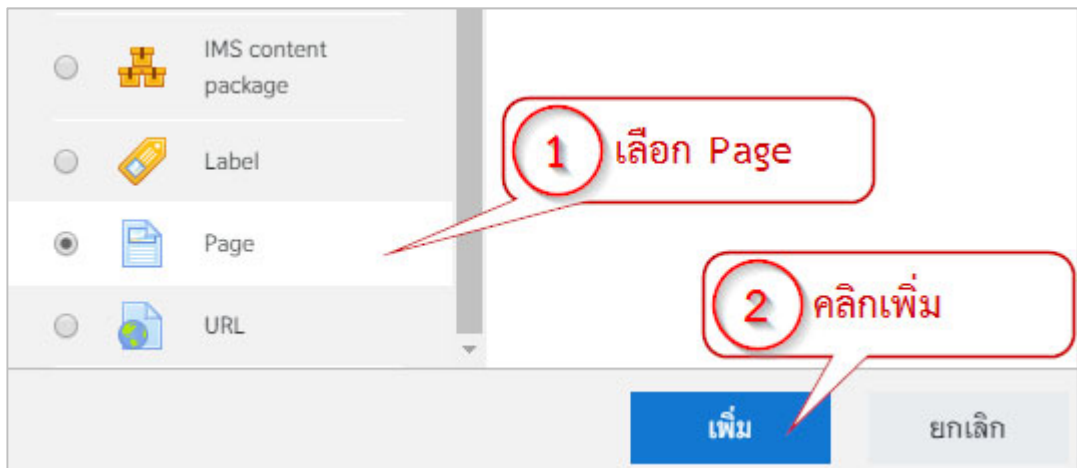 IMS content
package
Label
Page
URL
1 เลือก Page
2 คลิกเพิ่ม
เพิ่ม
ยกเลิก